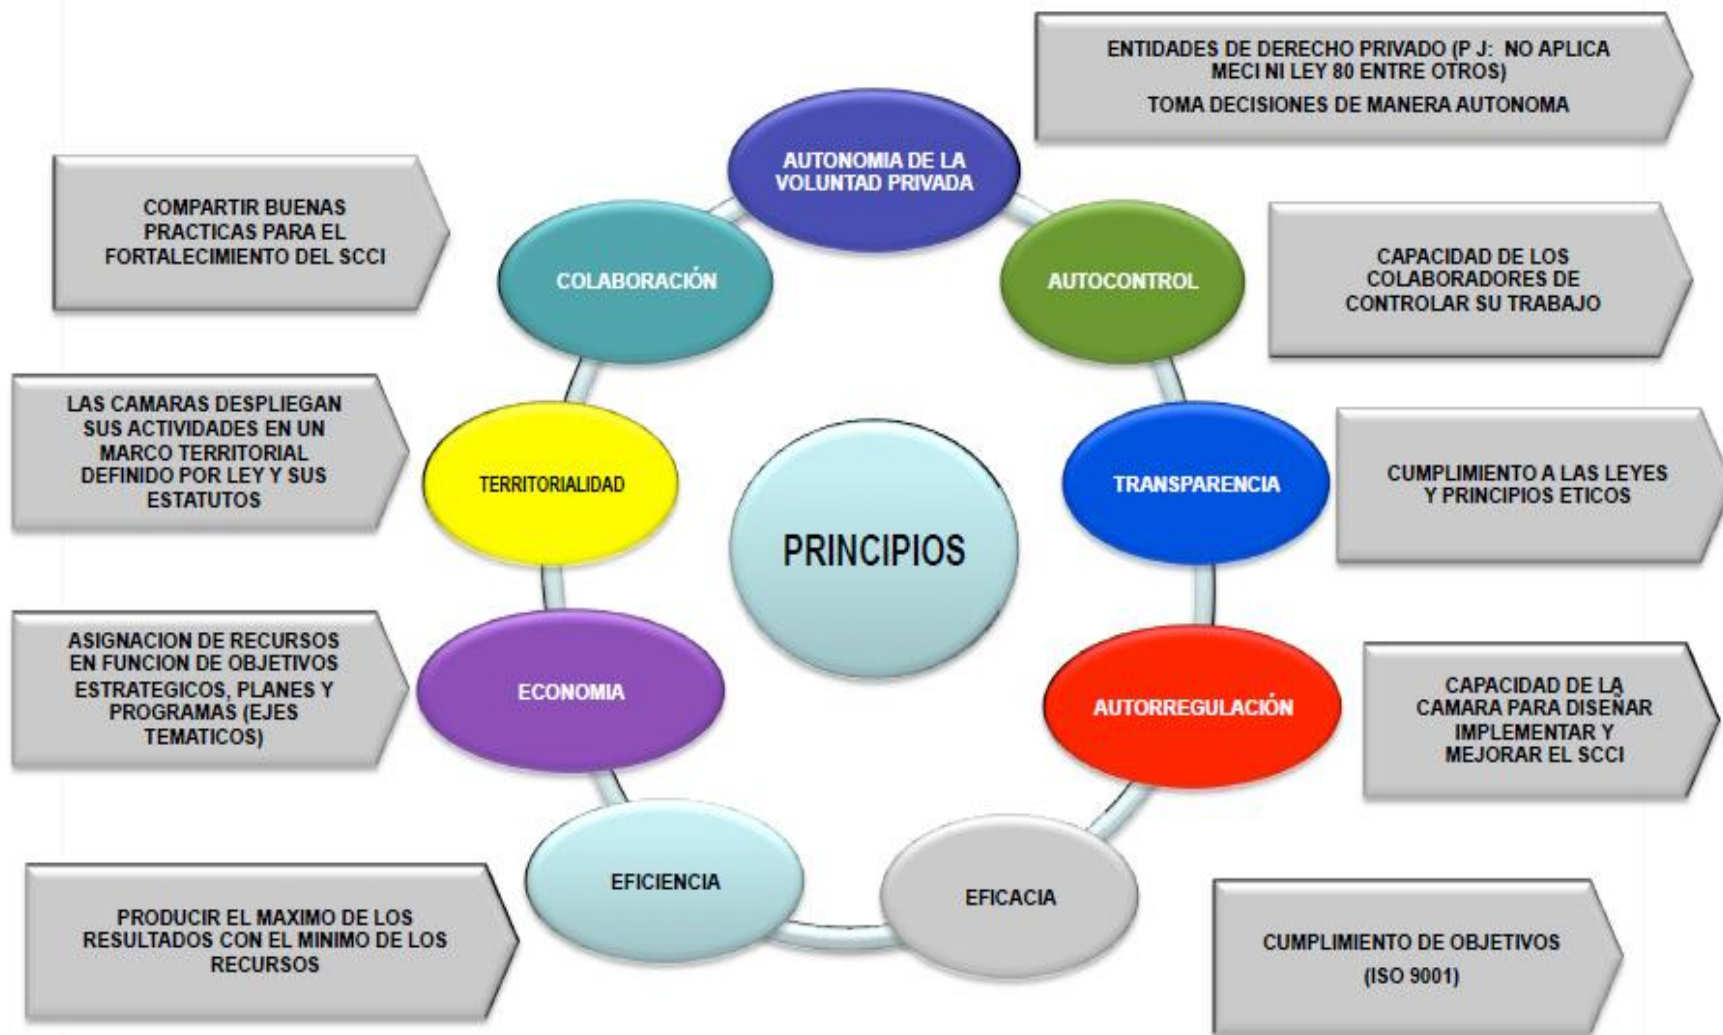 ENTIDADES DE DERECHO PRIVADO (P J:  NO APLICA
MECI NI LEY 80 ENTRE OTROS)
TOMA DECISIONES DE MANERA AUTONOMA
AUTONOMIA DE LA
VOLUNTAD PRIVADA
COMPARTIR BUENAS
PRACTICAS PARA EL
FORTALECIMIENTO DEL SCCI
COLABORACIÓN
AUTOCONTROL
CAPACIDAD DE LOS
COLABORADORES DE
CONTROLAR SU TRABAJO
LAS CAMARAS DESPLIEGAN
SUS ACTIVIDADES EN UN
MARCO TERRITORIAL
DEFINIDO POR LEY Y SUS
ESTATUTOS
TERRITORIALIDAD
TRANSPARENCIA
CUMPLIMIENTO A LAS LEYES
Y PRINCIPIOS ETICOS
PRINCIPIOS
ASIGNACION DE RECURSOS
EN FUNCION DE OBJETIVOS
ESTRATEGICOS, PLANES Y
PROGRAMAS (EJES
TEMATICOS)
ECONOMIA
AUTORREGULACIÓN
CAPACIDAD DE LA
CAMARA PARA DISEÑAR
IMPLEMENTAR Y
MEJORAR EL SCCI
EFICIENCIA
EFICACIA
PRODUCIR EL MAXIMO DE LOS
RESULTADOS CON EL MINIMO DE LOS
RECURSOS
CUMPLIMIENTO DE OBJETIVOS
(ISO 9001)